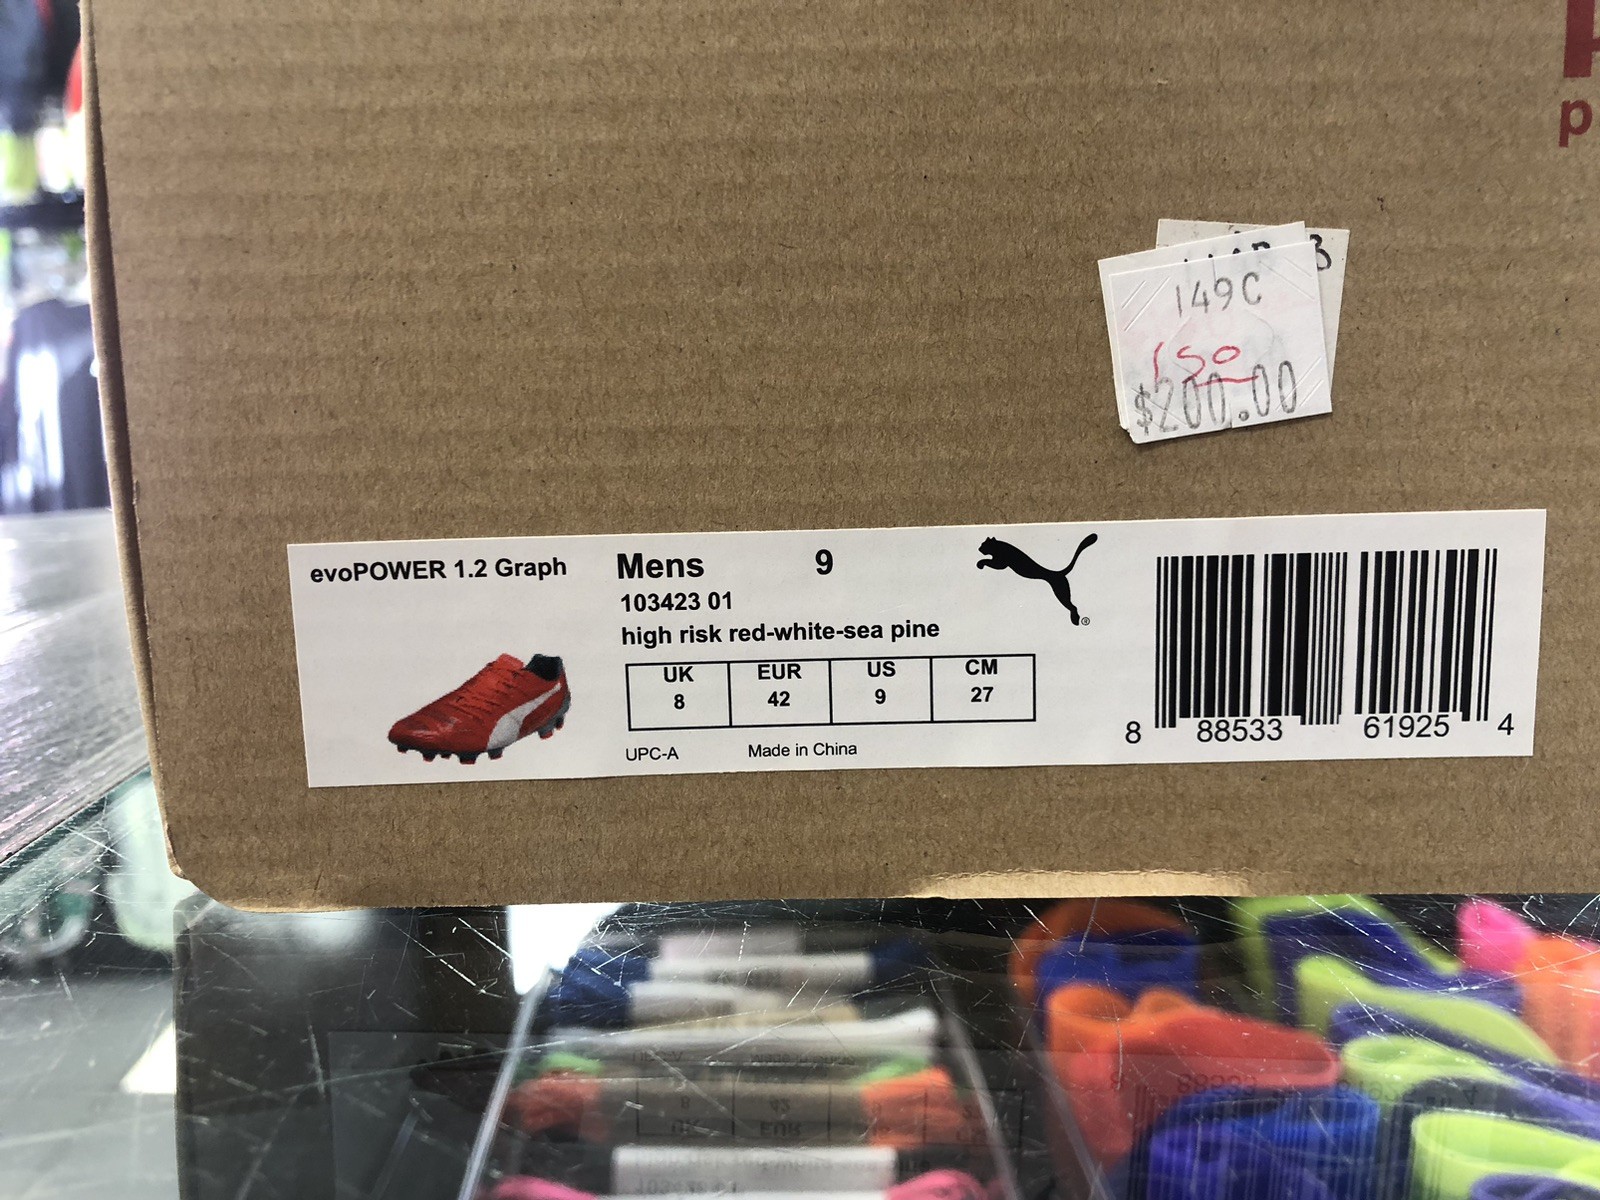 p
B
149C
150
$200.00
evoPOWER 1.2 Graph
Mens 9
103423 01
high risk red-white-sea pine
UK EUR US CM
8 42 9 27
UPC-A Made in China
8 88533 61925 4